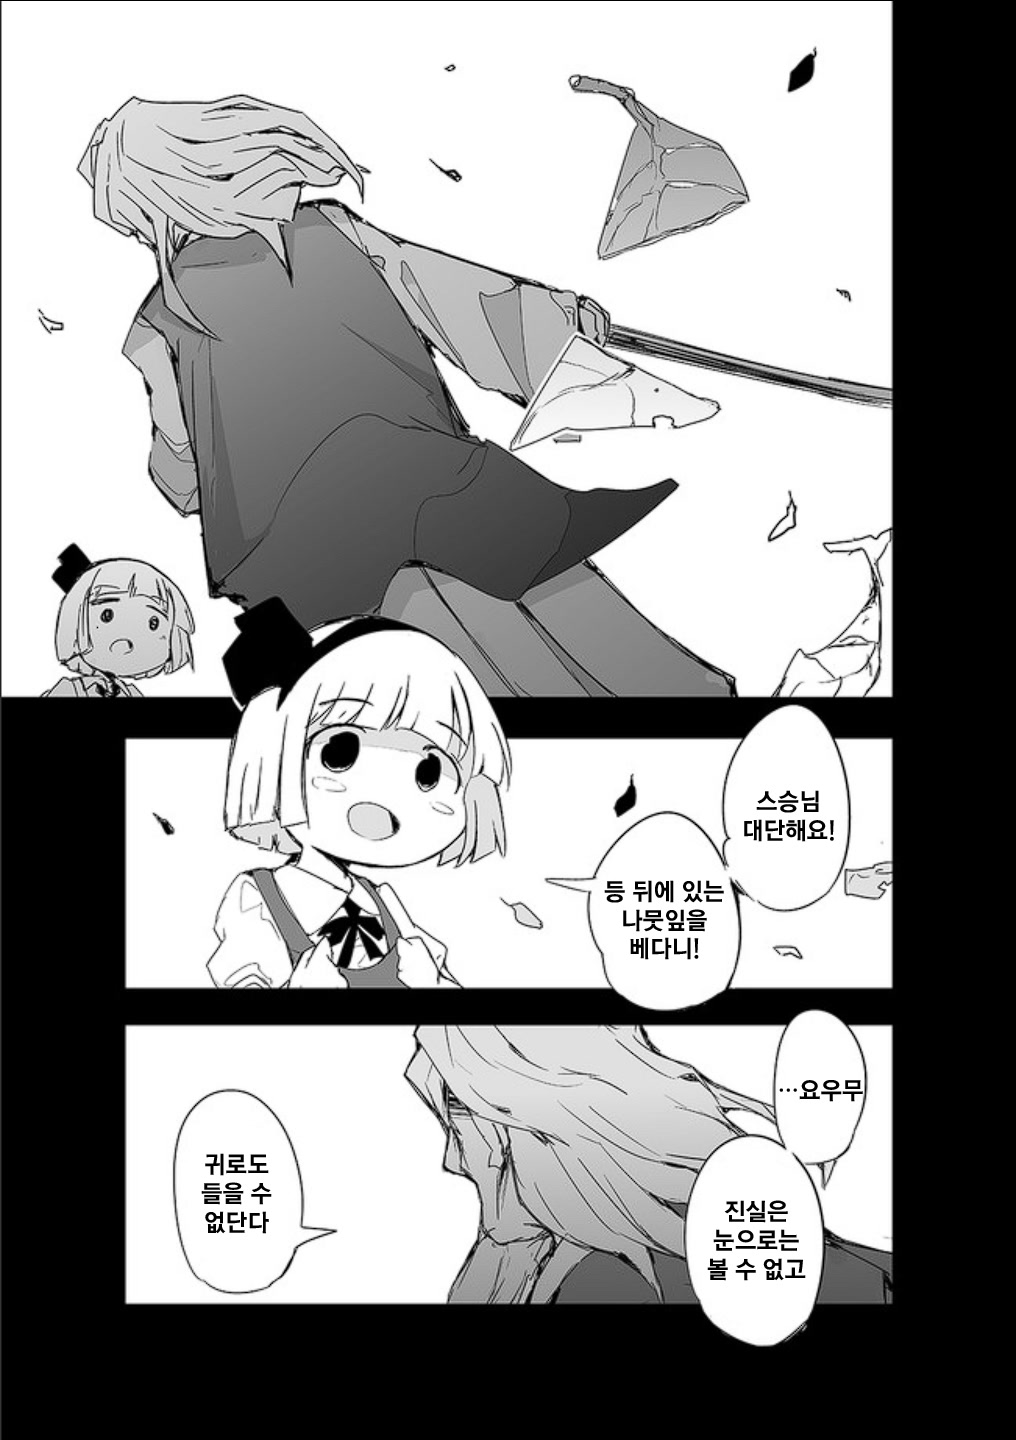 스승님
대단해요!
등 뒤에 있는
나뭇잎을
베다니!
…요우무
진실은
눈으로는
볼 수 없고
귀로도
들을 수
없단다